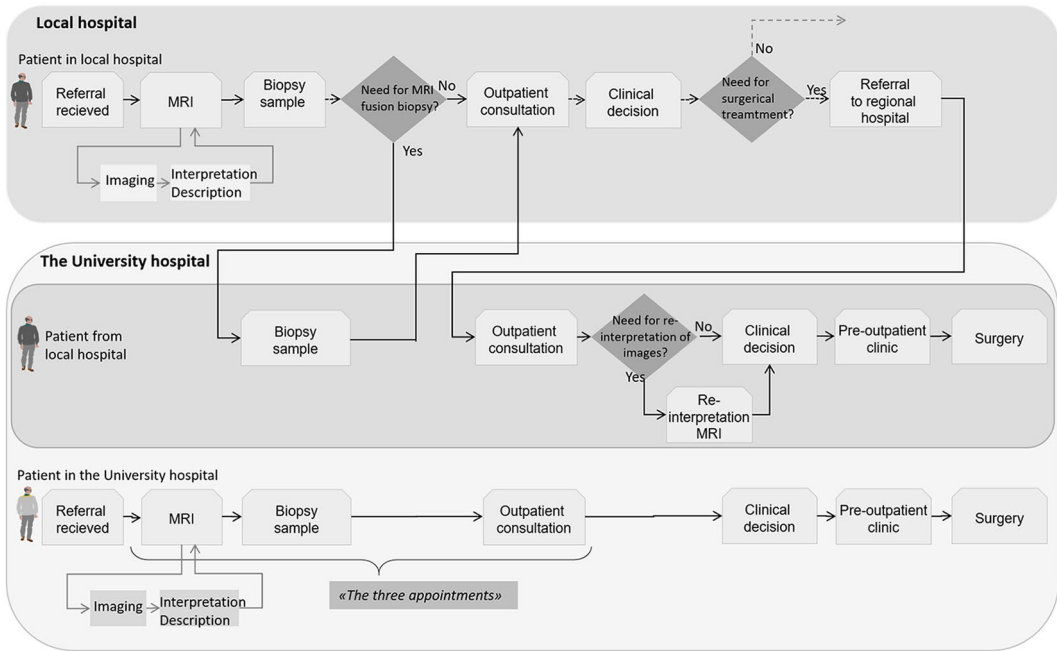 Local hospital
Patient in local hospital
Referral
recieved
MRI
Biopsy
sample
Need for MRI
fusion biopsy?
No
Yes
Outpatient
consultation
Clinical
decision
No
Need for
surgerical
treamtment?
Yes
Referral
to regional
hospital
Imaging
Interpretation
Description
The University hospital
Patient from
local hospital
Biopsy
sample
Outpatient
consultation
Need for re-
interpretation of
images?
No
Yes
Re-
interpretation
MRI
Clinical
decision
Pre-outpatient
clinic
Surgery
Patient in the University hospital
Referral
recieved
MRI
Biopsy
sample
Outpatient
consultation
Clinical
decision
Pre-outpatient
clinic
Surgery
«The three appointments»
Imaging
Interpretation
Description